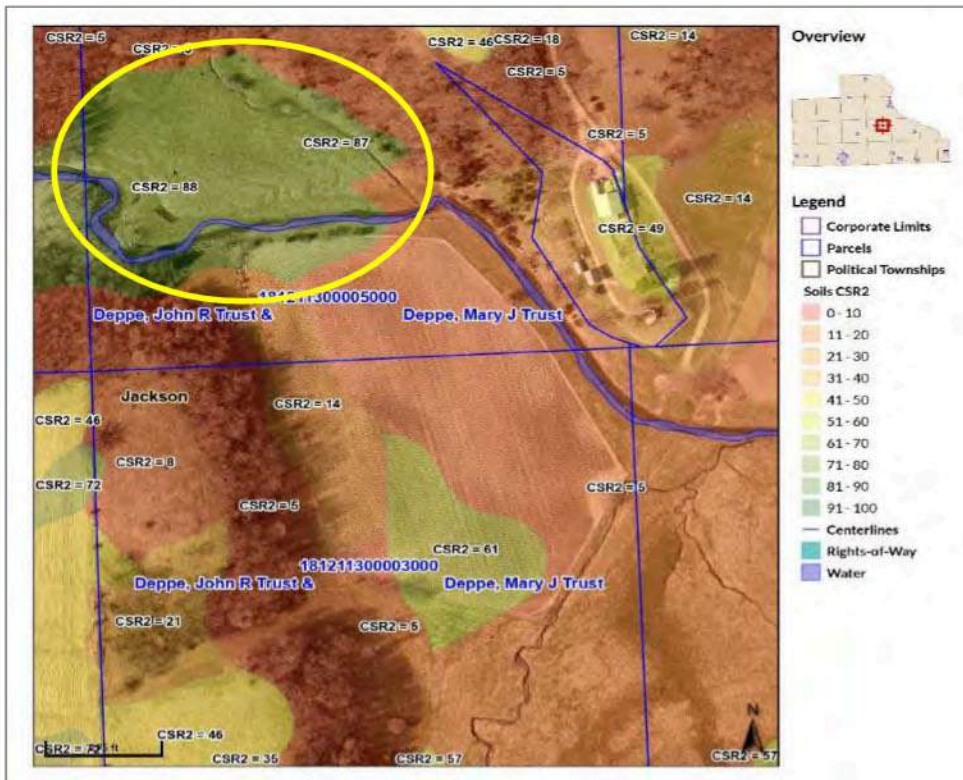 CSR2 = 5
CSR2 = 46
CSR2 = 18
CSR2 = 14
CSR2 = 5
CSR2 = 5
CSR2 = 87
CSR2 = 88
CSR2 = 14
CSR2 = 49
181211300005000
Deppe, John R Trust &
Deppe, Mary J Trust
Jackson
CSR2 = 14
CSR2 = 46
CSR2 = 8
CSR2 = 72
CSR2 = 5
CSR2 = 5
CSR2 = 61
181211300003000
Deppe, John R Trust &
Deppe, Mary J Trust
CSR2 = 21
CSR2 = 5
CSR2 = 46
CSR2 = 35
CSR2 = 57
CSR2 = 57
N
Overview
Legend
Corporate Limits
Parcels
Political Townships
Soils CSR2
0 - 10
11 - 20
21 - 30
31 - 40
41 - 50
51 - 60
61 - 70
71 - 80
81 - 90
91 - 100
Centerlines
Rights-of-Way
Water